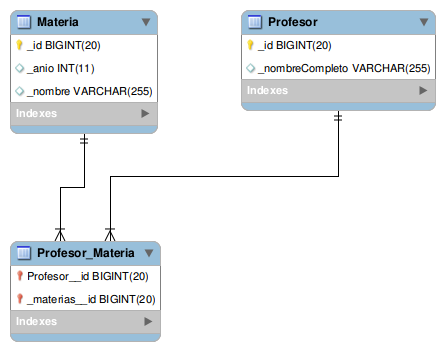 Materia
_id BIGINT(20)
_anio INT(11)
_nombre VARCHAR(255)
Indexes
Profesor
_id BIGINT(20)
_nombreCompleto VARCHAR(255)
Indexes
Profesor_Materia
Profesor__id BIGINT(20)
_materias__id BIGINT(20)
Indexes